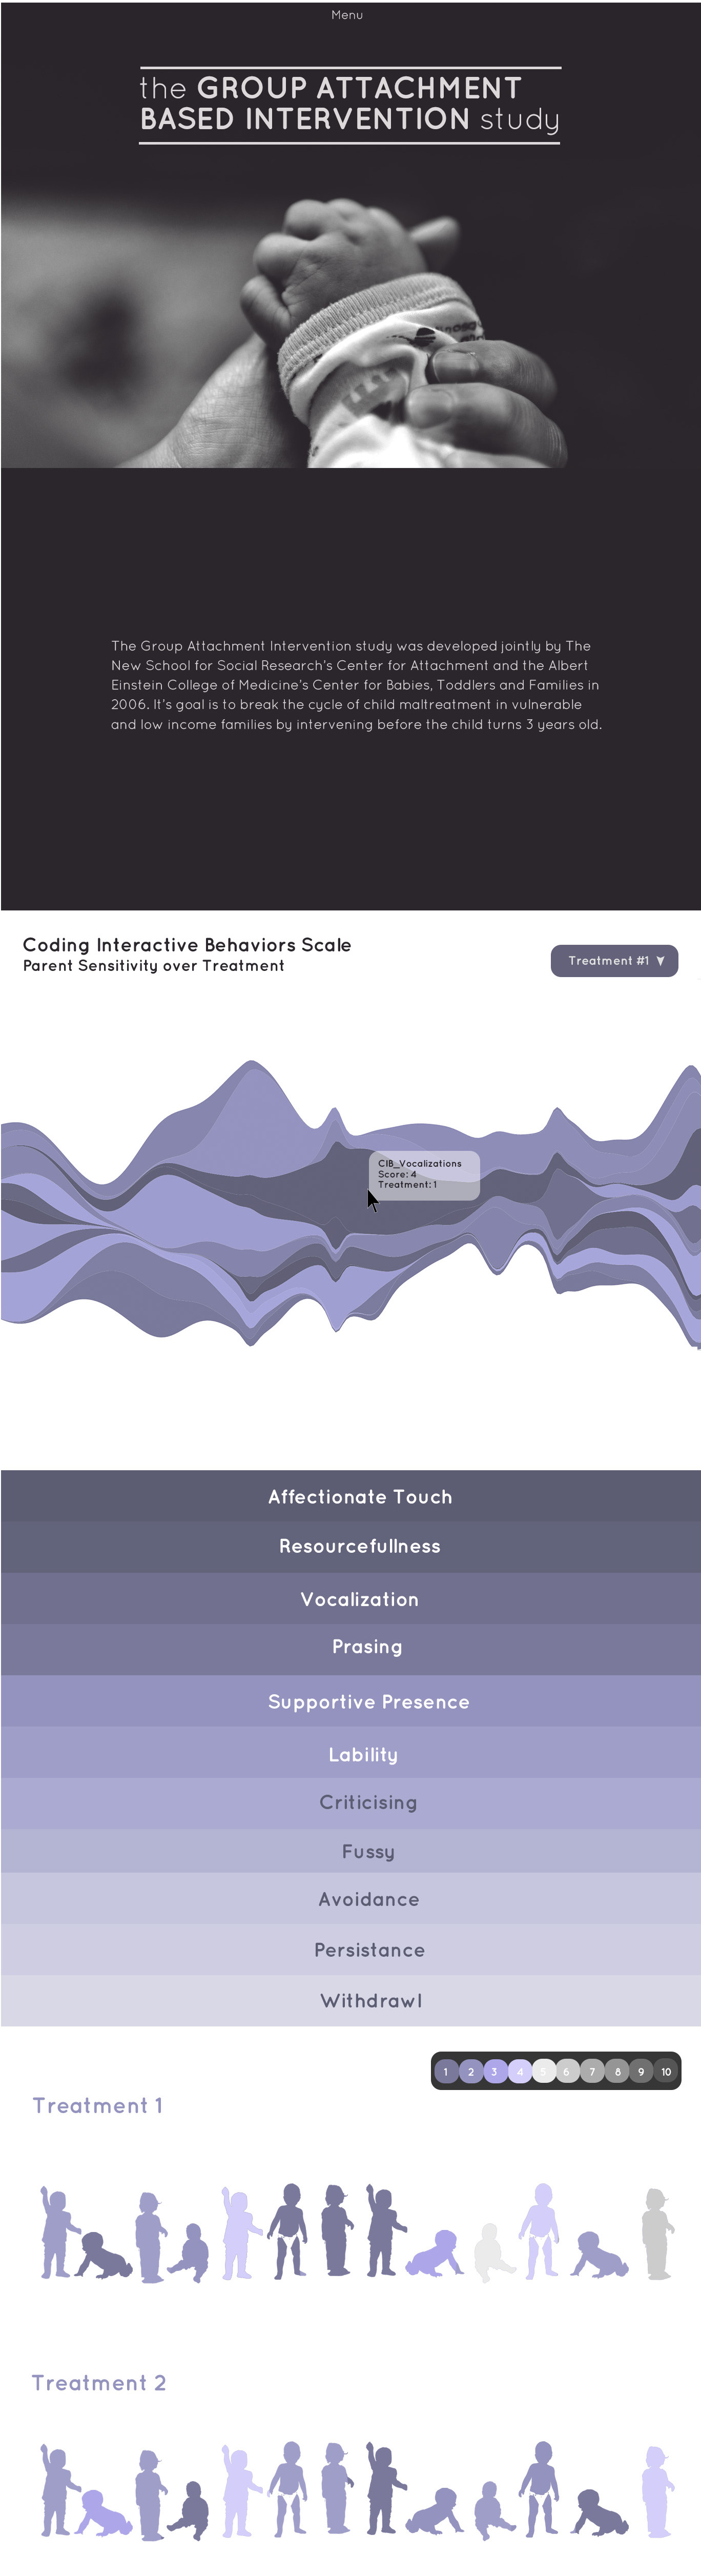 Menu
the GROUP ATTACHMENT
BASED INTERVENTION study
The Group Attachment Intervention study was developed jointly by The
New School for Social Research's Center for Attachment and the Albert
Einstein College of Medicine's Center for Babies, Toddlers and Families in
2006. It's goal is to break the cycle of child maltreatment in vulnerable
and low income families by intervening before the child turns 3 years old.
Coding Interactive Behaviors Scale
Parent Sensitivity over Treatment
Treatment #1
CIB_Vocalizations
Score: 4
Treatment: 1
Affectionate Touch
Resourcefullness
Vocalization
Prasing
Supportive Presence
Lability
Criticising
Fussy
Avoidance
Persistance
Withdrawl
1 2 3 4 5 6 7 8 9 10
Treatment 1
Treatment 2